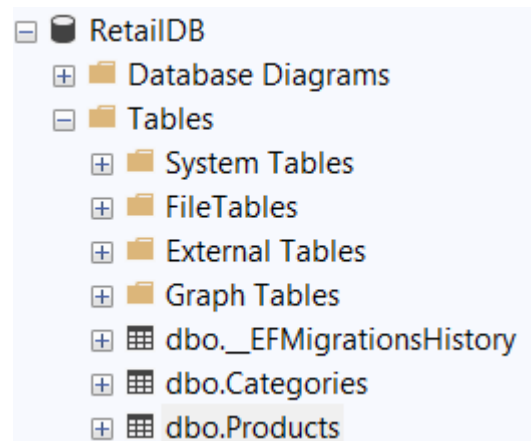 RetailDB
Database Diagrams
Tables
System Tables
FileTables
External Tables
Graph Tables
dbo.__EFMigrationsHistory
dbo.Categories
dbo.Products